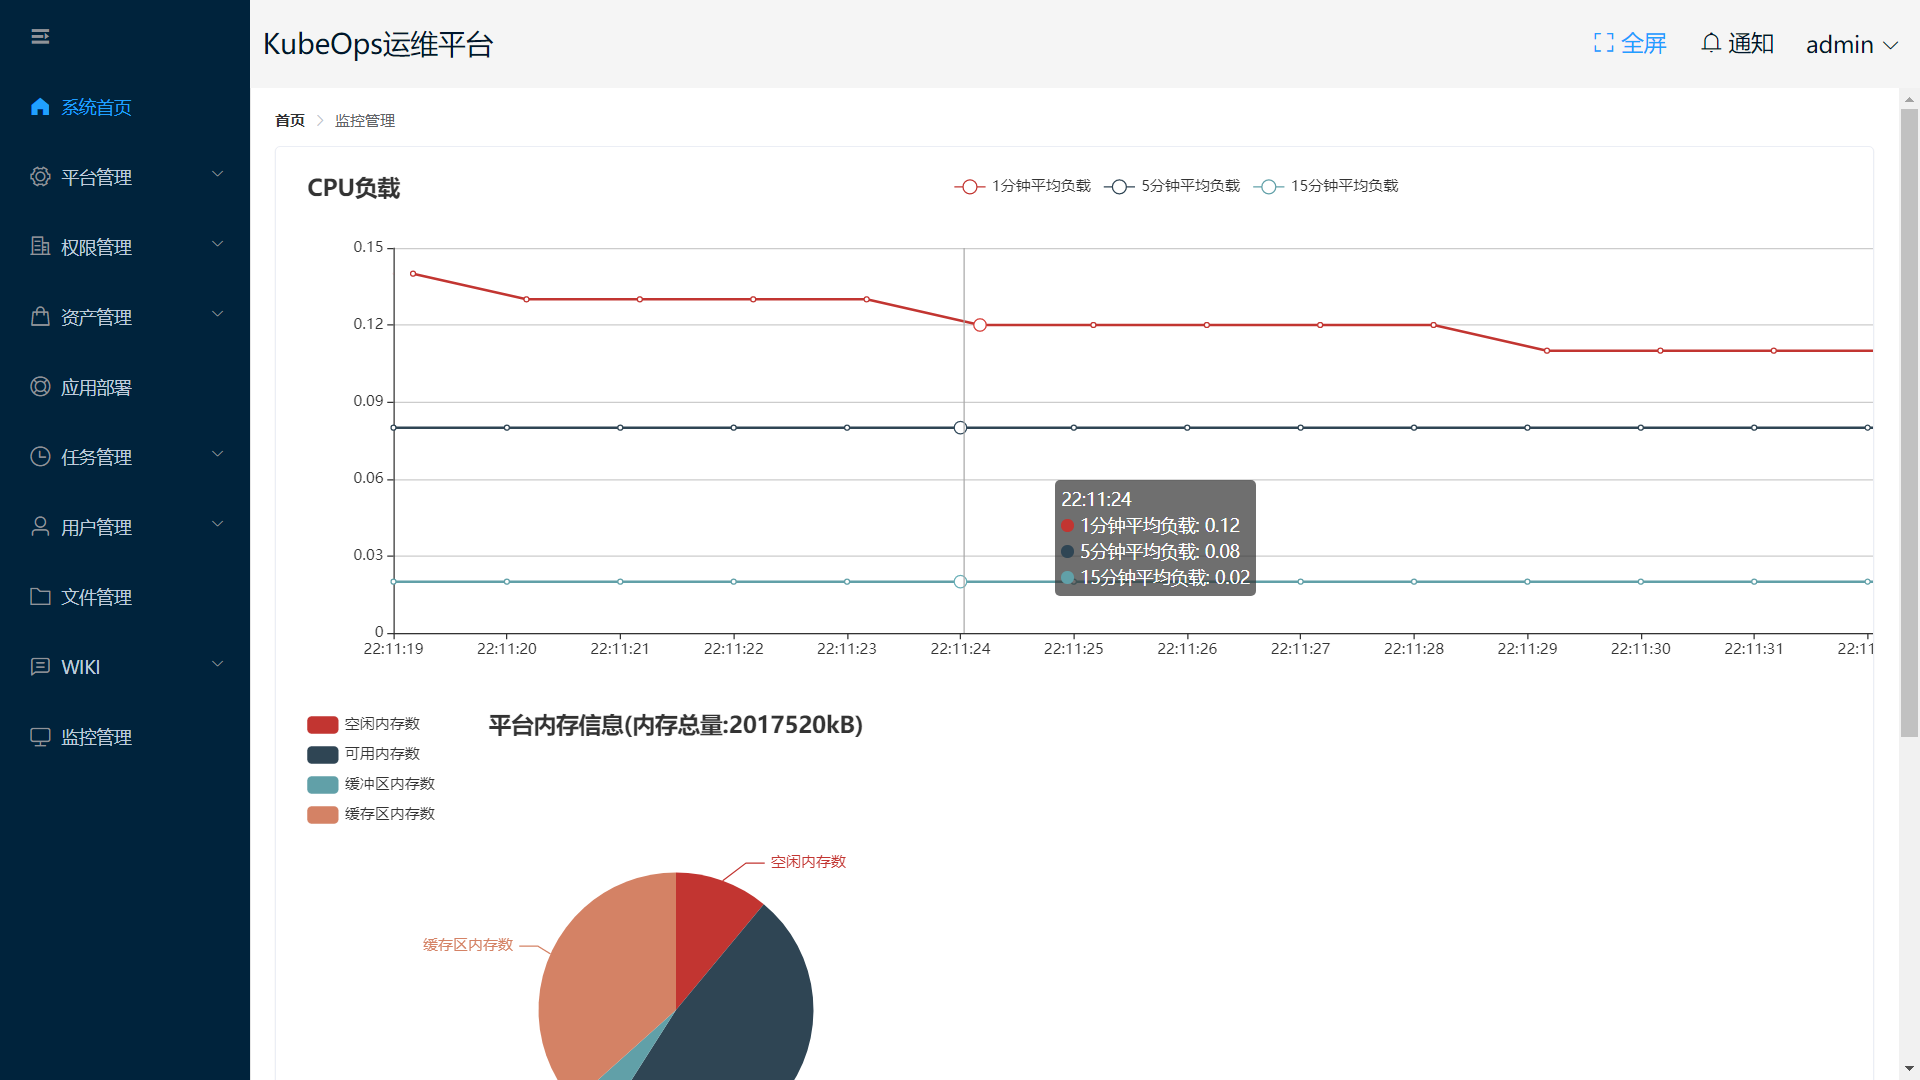 KubeOps运维平台
全屏
通知
admin
系统首页
平台管理
权限管理
资产管理
应用部署
任务管理
用户管理
文件管理
WIKI
监控管理
首页
监控管理
CPU负载
1分钟平均负载
5分钟平均负载
15分钟平均负载
0.15
0.12
0.09
0.06
0.03
0
22:11:24
1分钟平均负载: 0.12
5分钟平均负载: 0.08
15分钟平均负载: 0.02
22:11:19
22:11:20
22:11:21
22:11:22
22:11:23
22:11:24
22:11:25
22:11:26
22:11:27
22:11:28
22:11:29
22:11:30
22:11:31
22:11
空闲内存数
可用内存数
缓冲区内存数
缓存区内存数
平台内存信息(内存总量:2017520kB)
空闲内存数
缓存区内存数